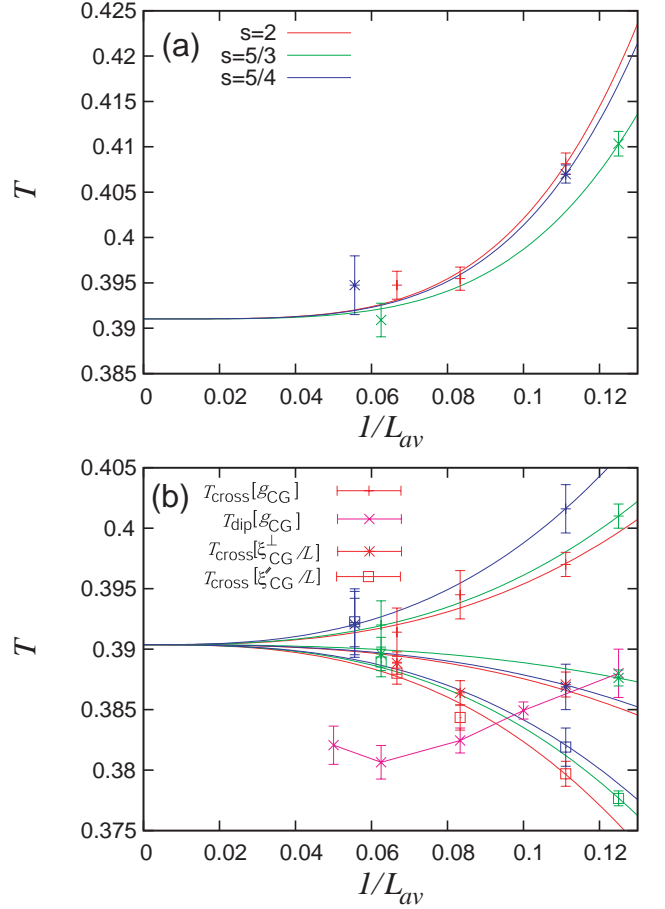 0.425
(a)
s=2
s=5/3
s=5/4
0.42
0.415
0.41
0.405
0.4
0.395
0.39
0.385
T
0 0.02 0.04 0.06 0.08 0.1 0.12
1/L_av
0.405
(b)
T_cross[g_CG]
T_dip[g_CG]
T_cross[ξ^⊥_CG/L]
T_cross[ξ^∥_CG/L]
0.4
0.395
0.39
0.385
0.38
0.375
T
0 0.02 0.04 0.06 0.08 0.1 0.12
1/L_av